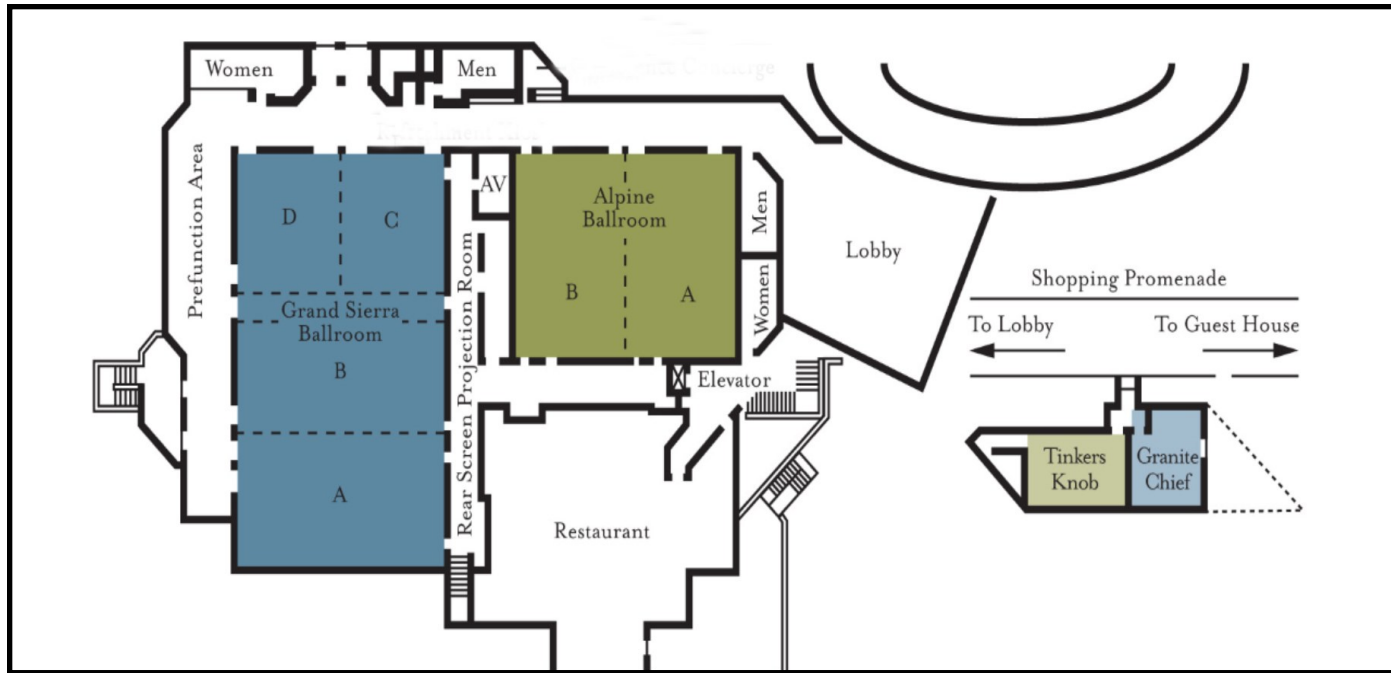 Women
Men
Prefunction Area
D
C
AV
Alpine
Ballroom
B
A
Men
Women
Lobby
Grand Sierra
Ballroom
B
A
Rear Screen Projection Room
Elevator
Restaurant
Shopping Promenade
To Lobby
To Guest House
Tinkers
Knob
Granite
Chief